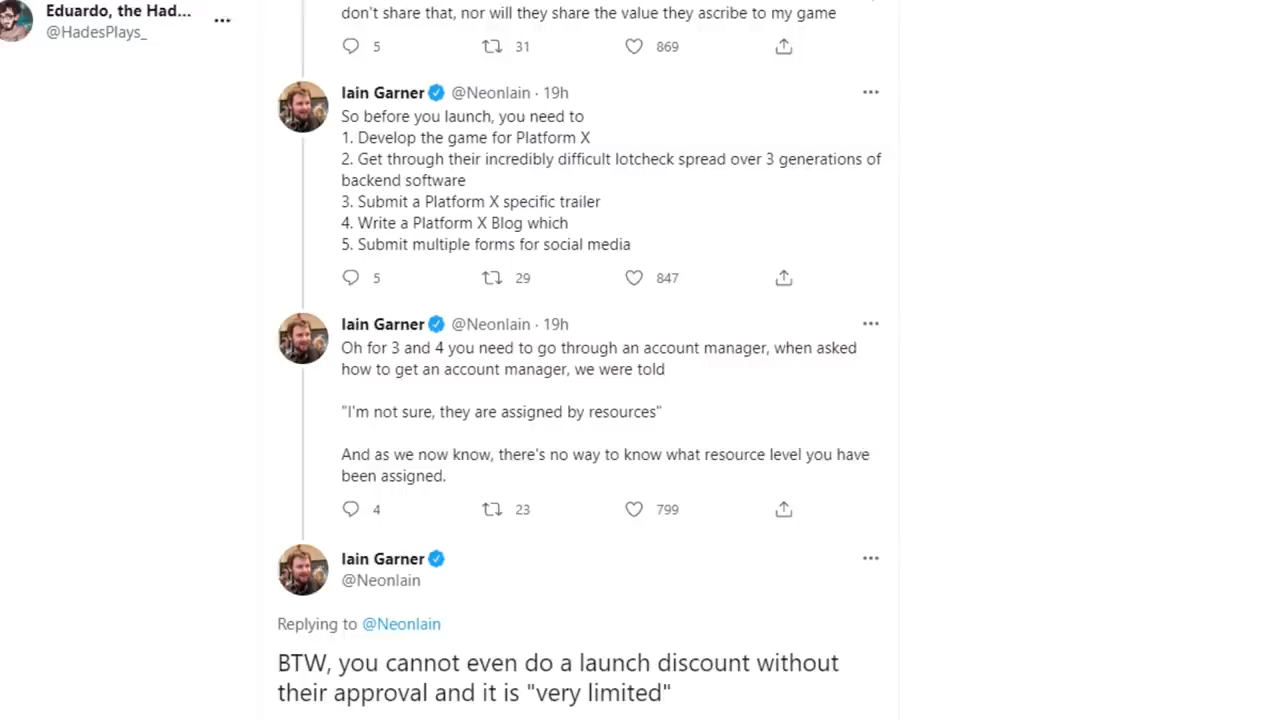 Eduardo, the Had...
@HadesPlays_
don't share that, nor will they share the value they ascribe to my game
5 31 869
Iain Garner @NeonIain · 19h
So before you launch, you need to
1. Develop the game for Platform X
2. Get through their incredibly difficult lotcheck spread over 3 generations of
backend software
3. Submit a Platform X specific trailer
4. Write a Platform X Blog which
5. Submit multiple forms for social media
5 29 847
Iain Garner @NeonIain · 19h
Oh for 3 and 4 you need to go through an account manager, when asked
how to get an account manager, we were told
"I'm not sure, they are assigned by resources"
And as we now know, there's no way to know what resource level you have
been assigned.
4 23 799
Iain Garner
@NeonIain
Replying to @NeonIain
BTW, you cannot even do a launch discount without
their approval and it is "very limited"